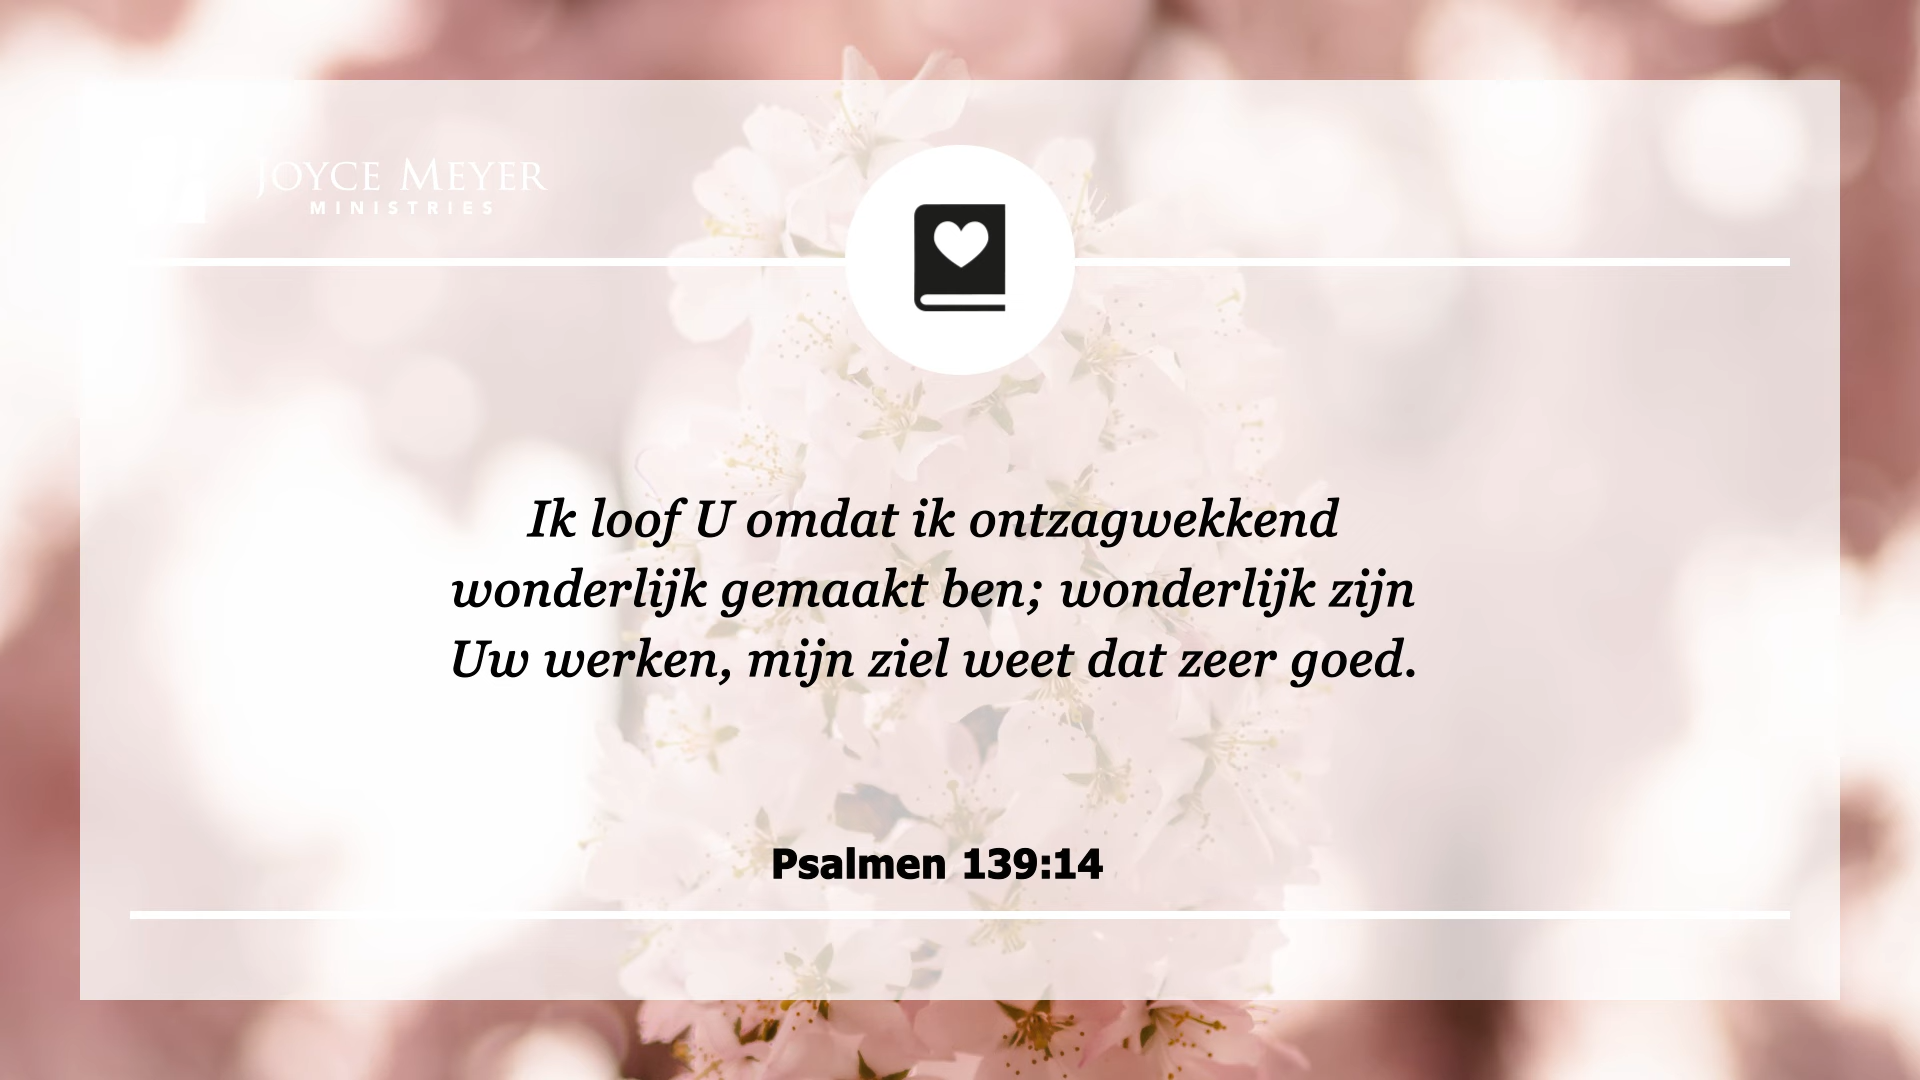 JOYCE MEYER
MINISTRIES
Ik loof U omdat ik ontzagwekkend
wonderlijk gemaakt ben; wonderlijk zijn
Uw werken, mijn ziel weet dat zeer goed.
Psalmen 139:14